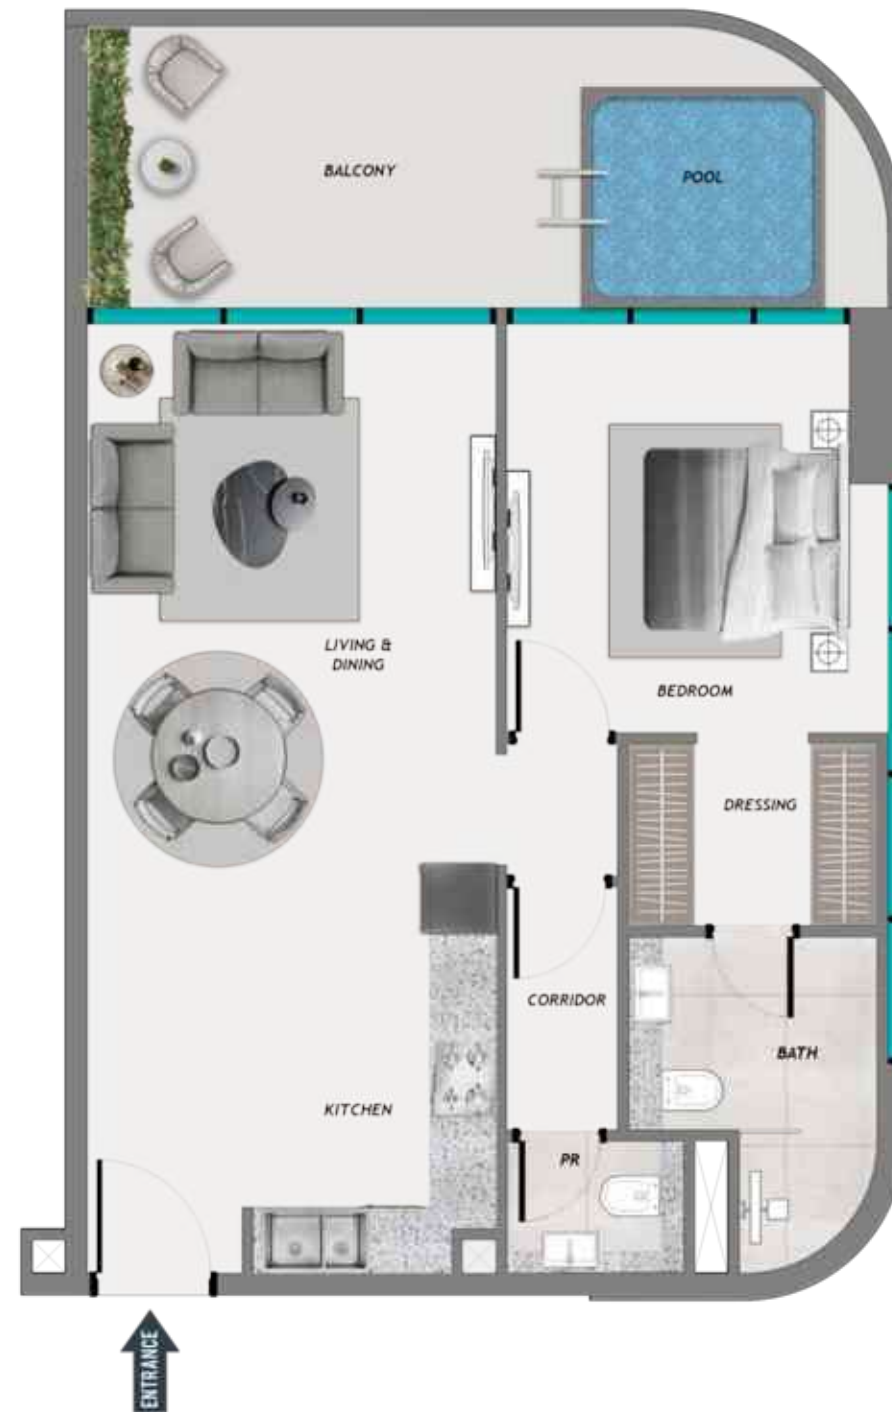 BALCONY
POOL
LIVING &
DINING
BEDROOM
DRESSING
CORRIDOR
BATH
KITCHEN
PR
ENTRANCE